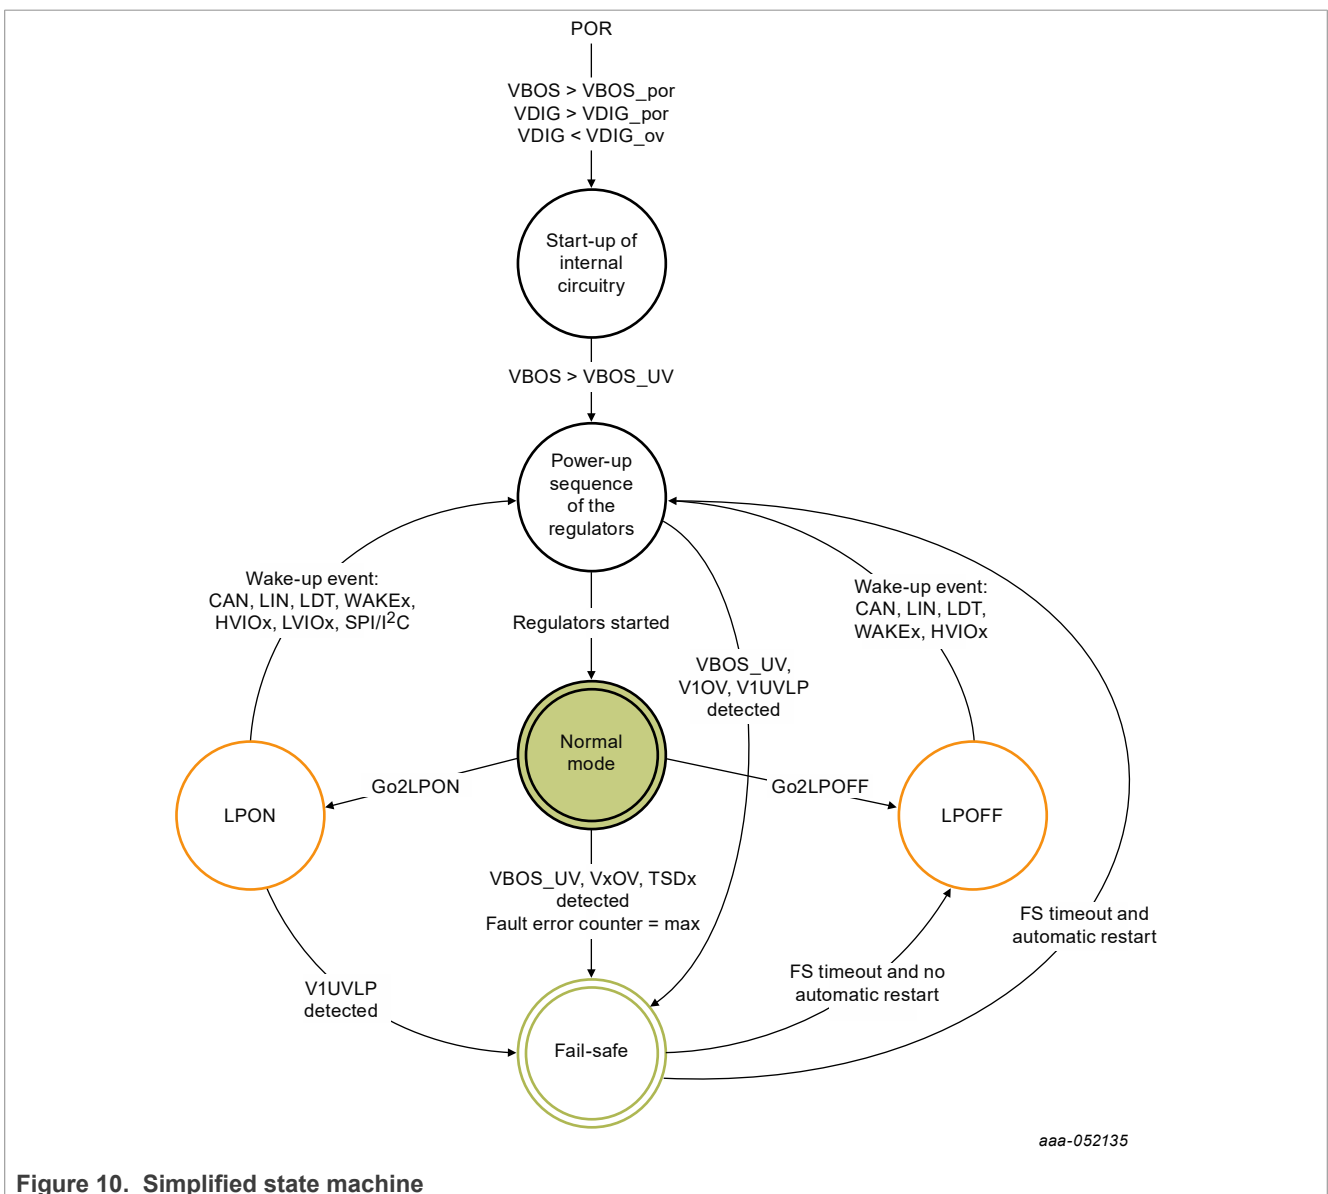 POR
VBOS > VBOS_por
VDIG > VDIG_por
VDIG < VDIG_ov
Start-up of
internal
circuitry
VBOS > VBOS_UV
Power-up
sequence
of the
regulators
Wake-up event:
CAN, LIN, LDT, WAKEx,
HVIOx, LVIOx, SPI/I²C
Regulators started
VBOS_UV,
V1OV, V1UVLP
detected
Wake-up event:
CAN, LIN, LDT,
WAKEx, HVIOx
Normal
mode
Go2LPON
Go2LPOFF
LPON
LPOFF
VBOS_UV, VxOV, TSDx
detected
Fault error counter = max
FS timeout and
automatic restart
V1UVLP
detected
FS timeout and no
automatic restart
Fail-safe
aaa-052135
Figure 10. Simplified state machine